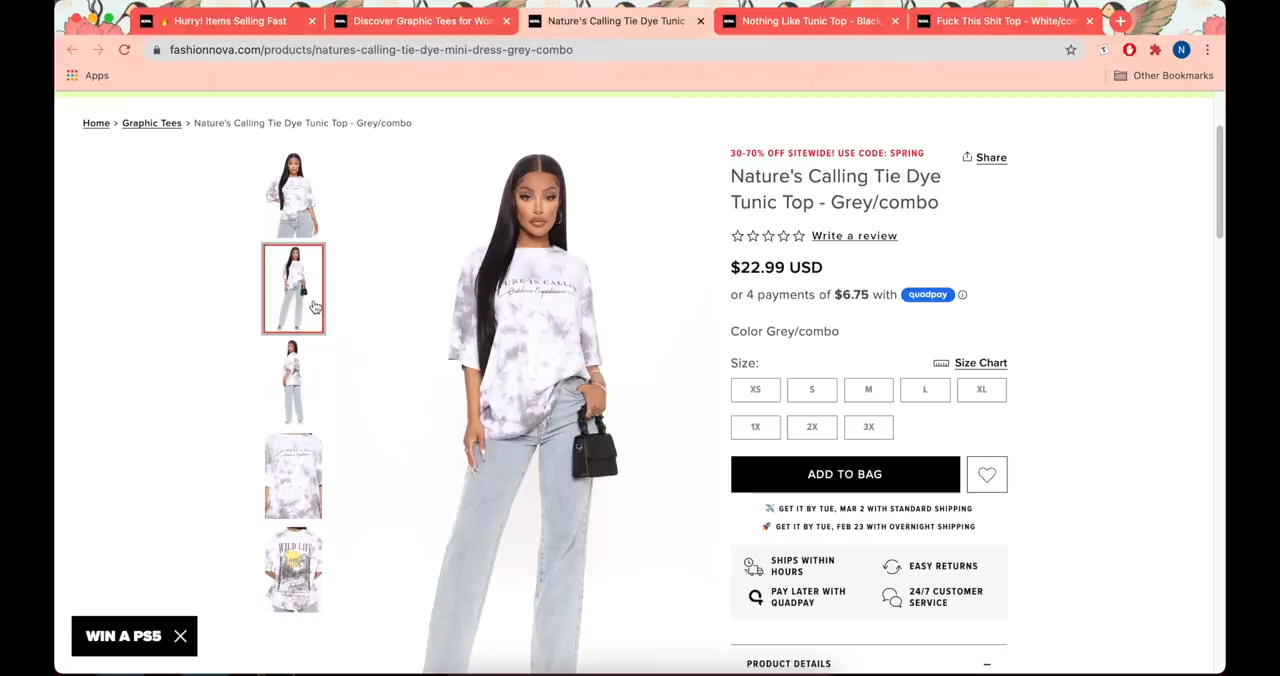 🔥 Hurry! Items Selling Fast
Discover Graphic Tees for Wom
Nature's Calling Tie Dye Tunic
Nothing Like Tunic Top - Black,
Fuck This Shit Top - White/com
fashionnova.com/products/natures-calling-tie-dye-mini-dress-grey-combo
N
Apps
Other Bookmarks
Home > Graphic Tees > Nature's Calling Tie Dye Tunic Top - Grey/combo
30-70% OFF SITEWIDE! USE CODE: SPRING
Share
Nature's Calling Tie Dye
Tunic Top - Grey/combo
Write a review
$22.99 USD
or 4 payments of $6.75 with quadpay
Color Grey/combo
Size:
Size Chart
XS S M L XL
1X 2X 3X
ADD TO BAG
GET IT BY TUE, MAR 2 WITH STANDARD SHIPPING
GET IT BY TUE, FEB 23 WITH OVERNIGHT SHIPPING
SHIPS WITHIN
HOURS
EASY RETURNS
PAY LATER WITH
QUADPAY
24/7 CUSTOMER
SERVICE
PRODUCT DETAILS
WILD LIFE
WIN A PS5